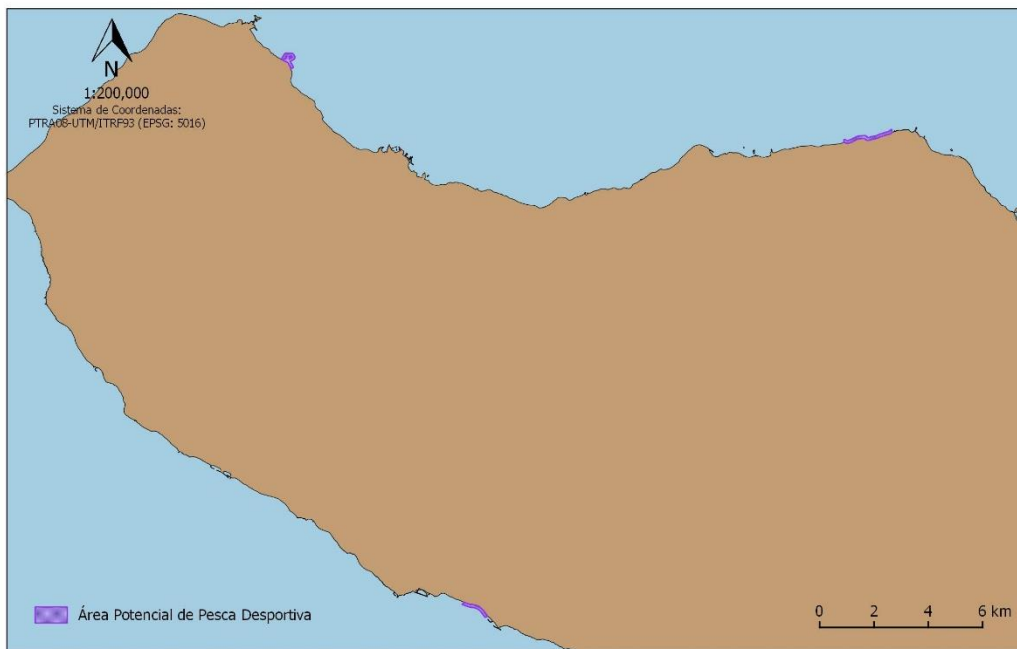 N
1:200,000
Sistema de Coordenadas:
PTRA08-UTM/ITRF93 (EPSG: 5016)
Área Potencial de Pesca Desportiva
0 2 4 6 km